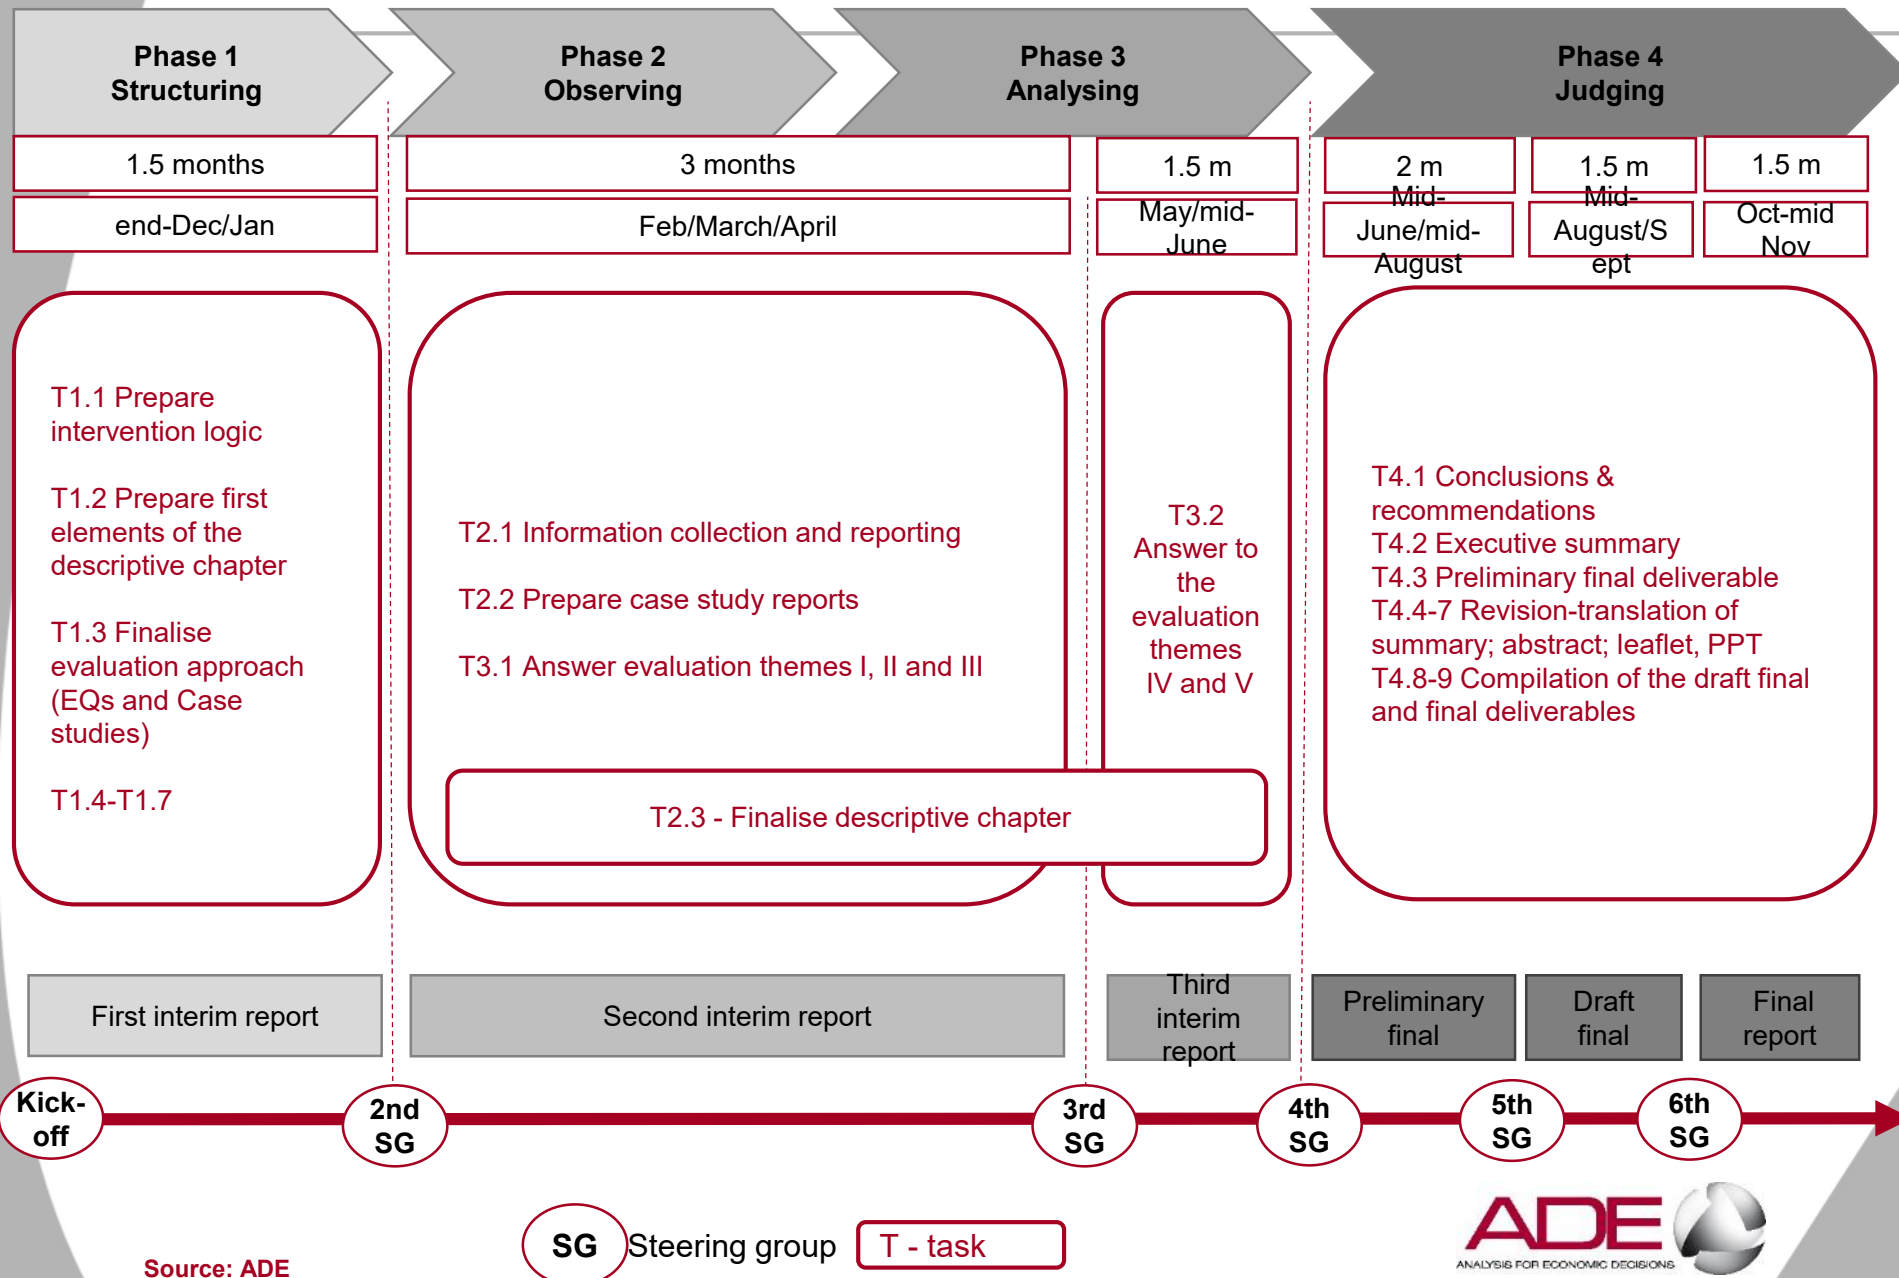 Phase 1
Structuring
Phase 2
Observing
Phase 3
Analysing
Phase 4
Judging
1.5 months
3 months
1.5 m
2 m
1.5 m
1.5 m
end-Dec/Jan
Feb/March/April
May/mid-
June
Mid-
June/mid-
August
Mid-
August/S
ept
Oct-mid
Nov
T1.1 Prepare
intervention logic
T1.2 Prepare first
elements of the
descriptive chapter
T1.3 Finalise
evaluation approach
(EQs and Case
studies)
T1.4-T1.7
T2.1 Information collection and reporting
T2.2 Prepare case study reports
T3.1 Answer evaluation themes I, II and III
T2.3 - Finalise descriptive chapter
T3.2
Answer to
the
evaluation
themes
IV and V
T4.1 Conclusions &
recommendations
T4.2 Executive summary
T4.3 Preliminary final deliverable
T4.4-7 Revision-translation of
summary; abstract; leaflet, PPT
T4.8-9 Compilation of the draft final
and final deliverables
First interim report
Second interim report
Third
interim
report
Preliminary
final
Draft
final
Final
report
Kick-
off
2nd
SG
3rd
SG
4th
SG
5th
SG
6th
SG
SG Steering group
T - task
Source: ADE
ADE
ANALYSIS FOR ECONOMIC DECISIONS